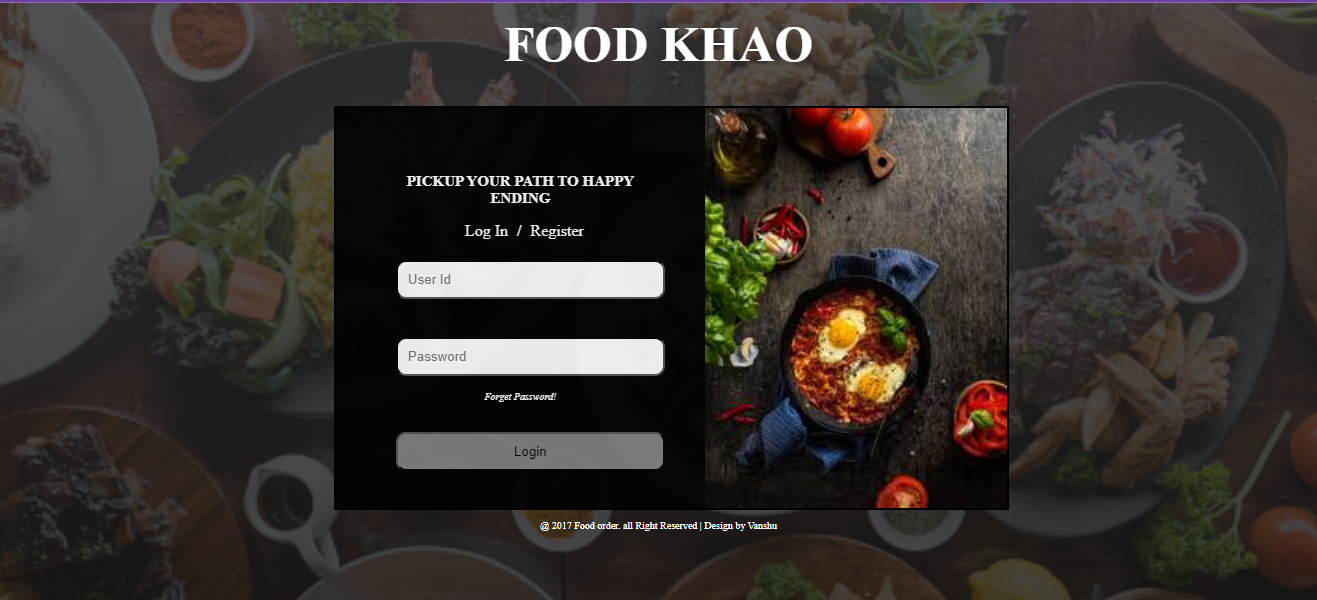 FOOD KHAO
PICKUP YOUR PATH TO HAPPY
ENDING
Log In / Register
User Id
Password
Forget Password!
Login
@ 2017 Food order. all Right Reserved | Design by Vanshu